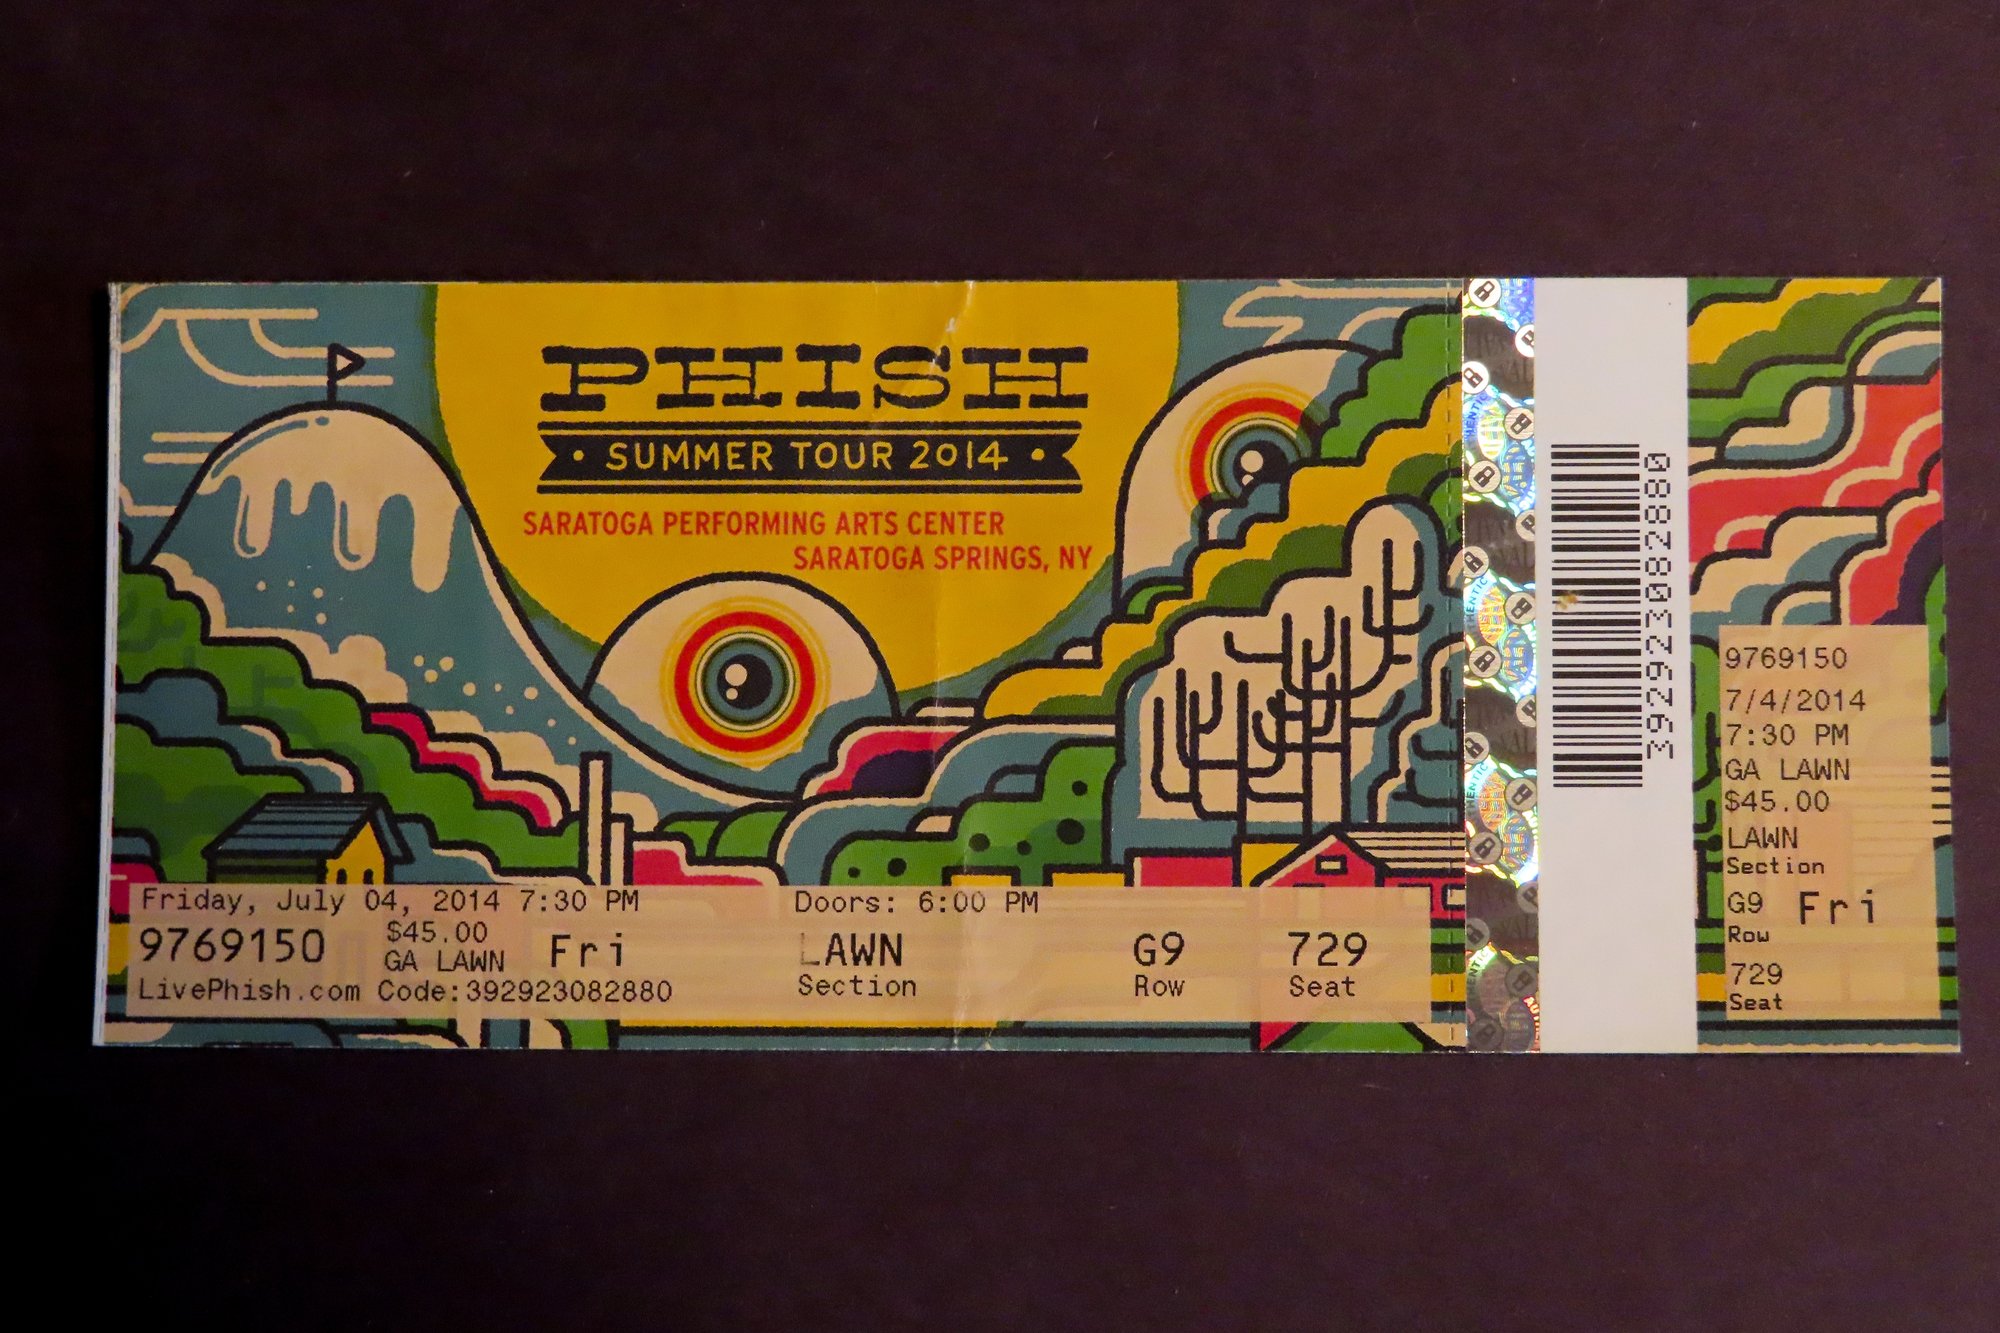 PHISH
· SUMMER TOUR 2014 ·
SARATOGA PERFORMING ARTS CENTER
SARATOGA SPRINGS, NY
Friday, July 04, 2014 7:30 PM Doors: 6:00 PM
9769150 $45.00 Fri LAWN G9 729
GA LAWN
Section Row Seat
LivePhish.com Code:392923082880
392923082880
9769150
7/4/2014
7:30 PM
GA LAWN
$45.00
LAWN
Section
G9 Fri
Row
729
Seat